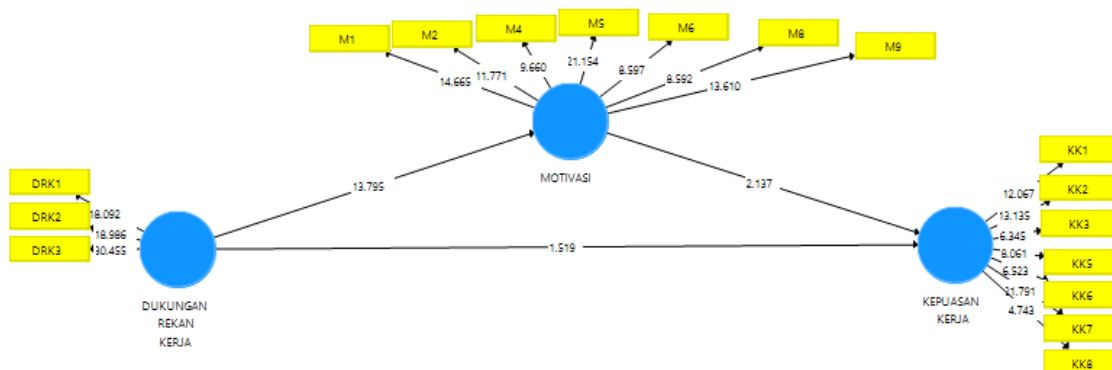 M1
M2
M4
M5
M6
M8
M9
14.665
11.771
9.660
21.154
8.597
8.592
13.610
MOTIVASI
13.795
2.137
1.519
DRK1
DRK2
DRK3
18.092
18.986
30.455
DUKUNGAN
REKAN
KERJA
KEPUASAN
KERJA
KK1
KK2
KK3
KK5
KK6
KK7
KK8
12.067
13.135
6.345
8.061
6.523
4.743